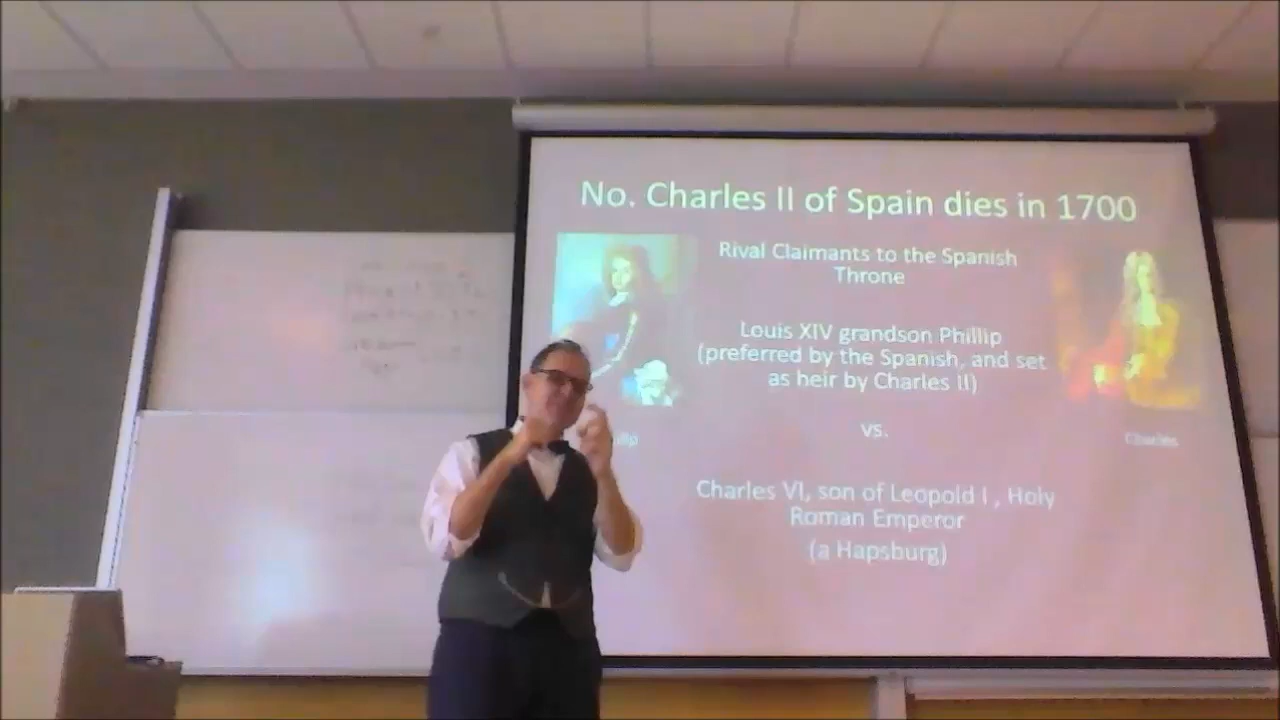 No. Charles II of Spain dies in 1700
Rival Claimants to the Spanish
Throne
Louis XIV grandson Phillip
(preferred by the Spanish, and set
as heir by Charles II)
vs.
Charles
Charles VI, son of Leopold I , Holy
Roman Emperor
(a Hapsburg)